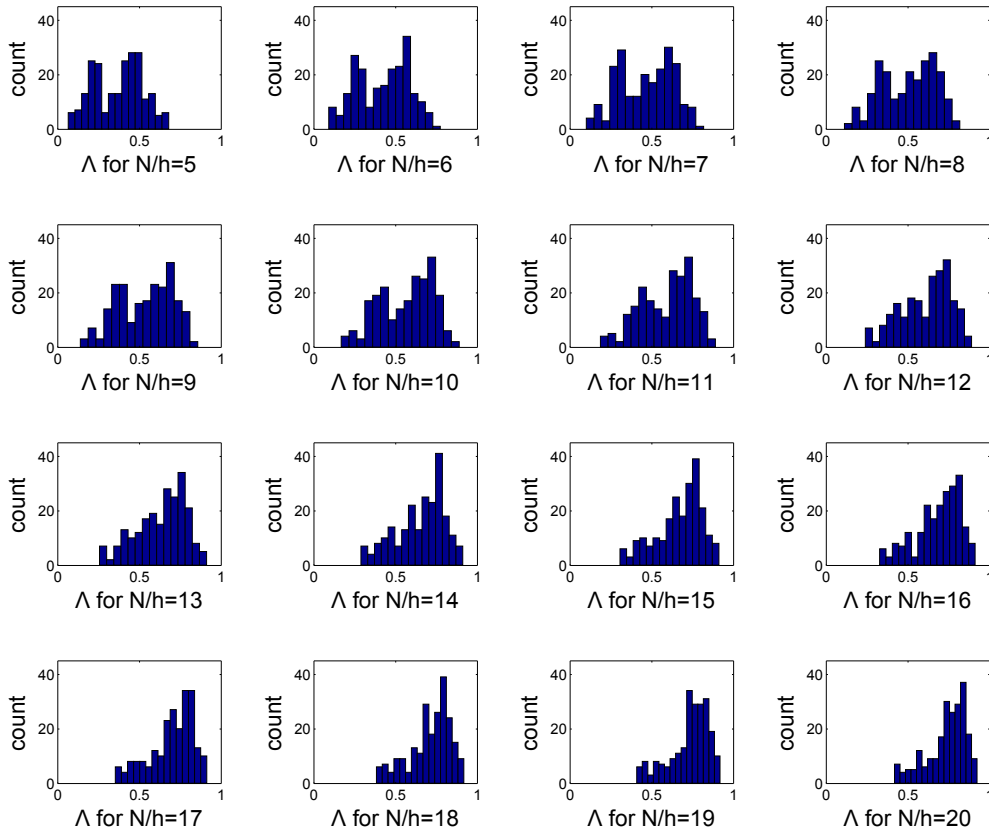 count
40
20
0
0 0.5 1
Λ for N/h=5
count
40
20
0
0 0.5 1
Λ for N/h=6
count
40
20
0
0 0.5 1
Λ for N/h=7
count
40
20
0
0 0.5 1
Λ for N/h=8
count
40
20
0
0 0.5 1
Λ for N/h=9
count
40
20
0
0 0.5 1
Λ for N/h=10
count
40
20
0
0 0.5 1
Λ for N/h=11
count
40
20
0
0 0.5 1
Λ for N/h=12
count
40
20
0
0 0.5 1
Λ for N/h=13
count
40
20
0
0 0.5 1
Λ for N/h=14
count
40
20
0
0 0.5 1
Λ for N/h=15
count
40
20
0
0 0.5 1
Λ for N/h=16
count
40
20
0
0 0.5 1
Λ for N/h=17
count
40
20
0
0 0.5 1
Λ for N/h=18
count
40
20
0
0 0.5 1
Λ for N/h=19
count
40
20
0
0 0.5 1
Λ for N/h=20